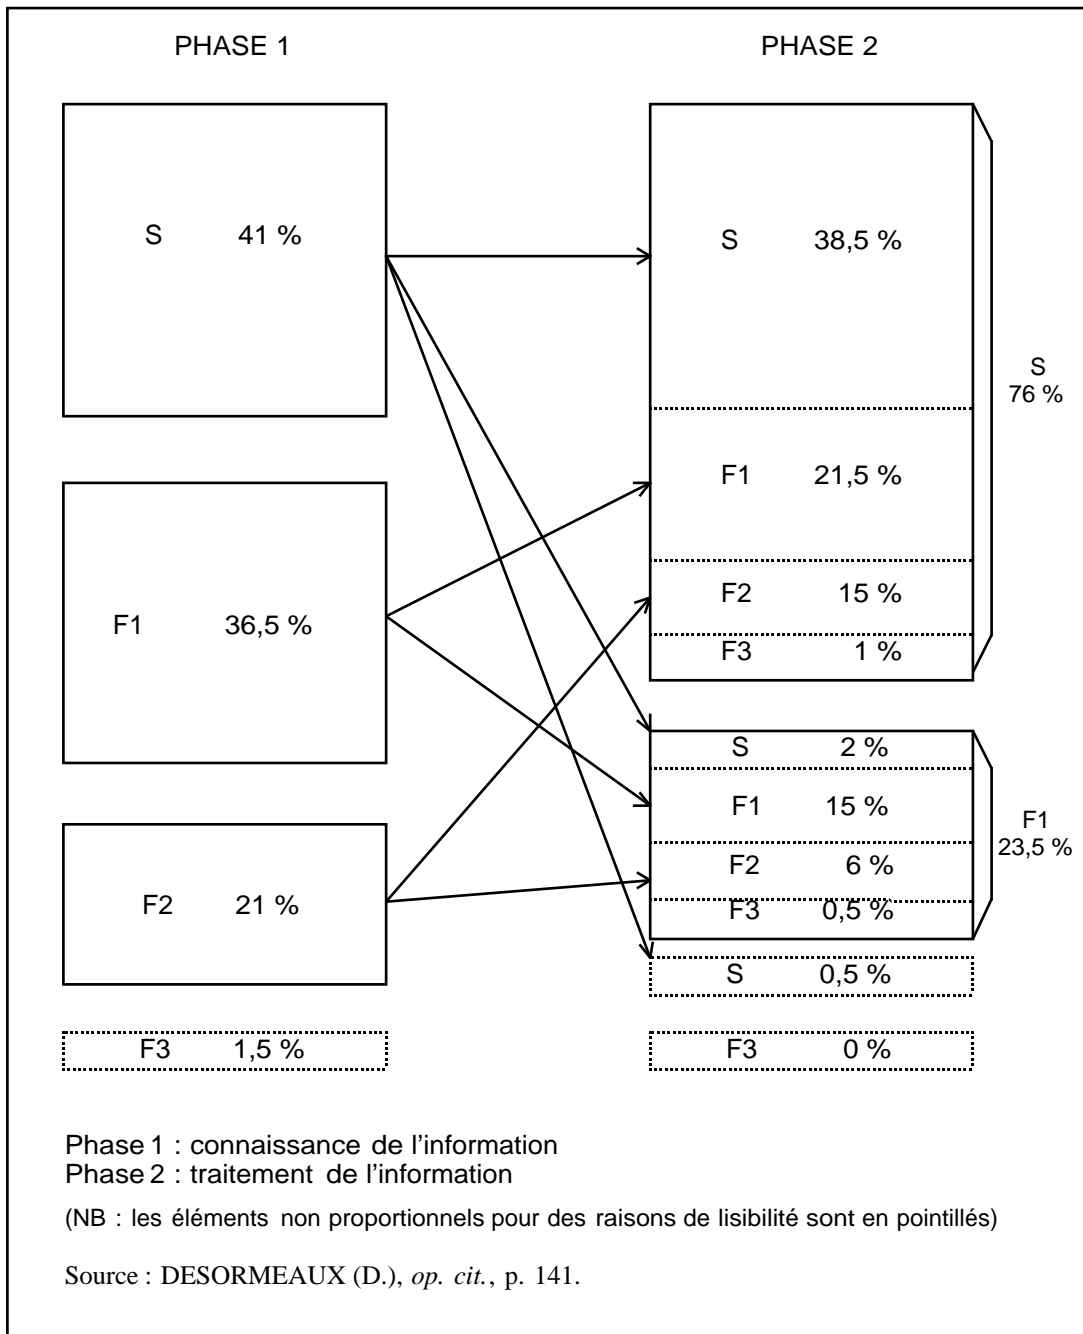 PHASE 1
PHASE 2
S 41 %
F1 36,5 %
F2 21 %
F3 1,5 %
S 38,5 %
F1 21,5 %
F2 15 %
F3 1 %
S
76 %
S 2 %
F1 15 %
F2 6 %
F3 0,5 %
F1
23,5 %
S 0,5 %
F3 0 %
Phase 1 : connaissance de l'information
Phase 2 : traitement de l'information
(NB : les éléments non proportionnels pour des raisons de lisibilité sont en pointillés)
Source : DESORMEAUX (D.), op. cit., p. 141.